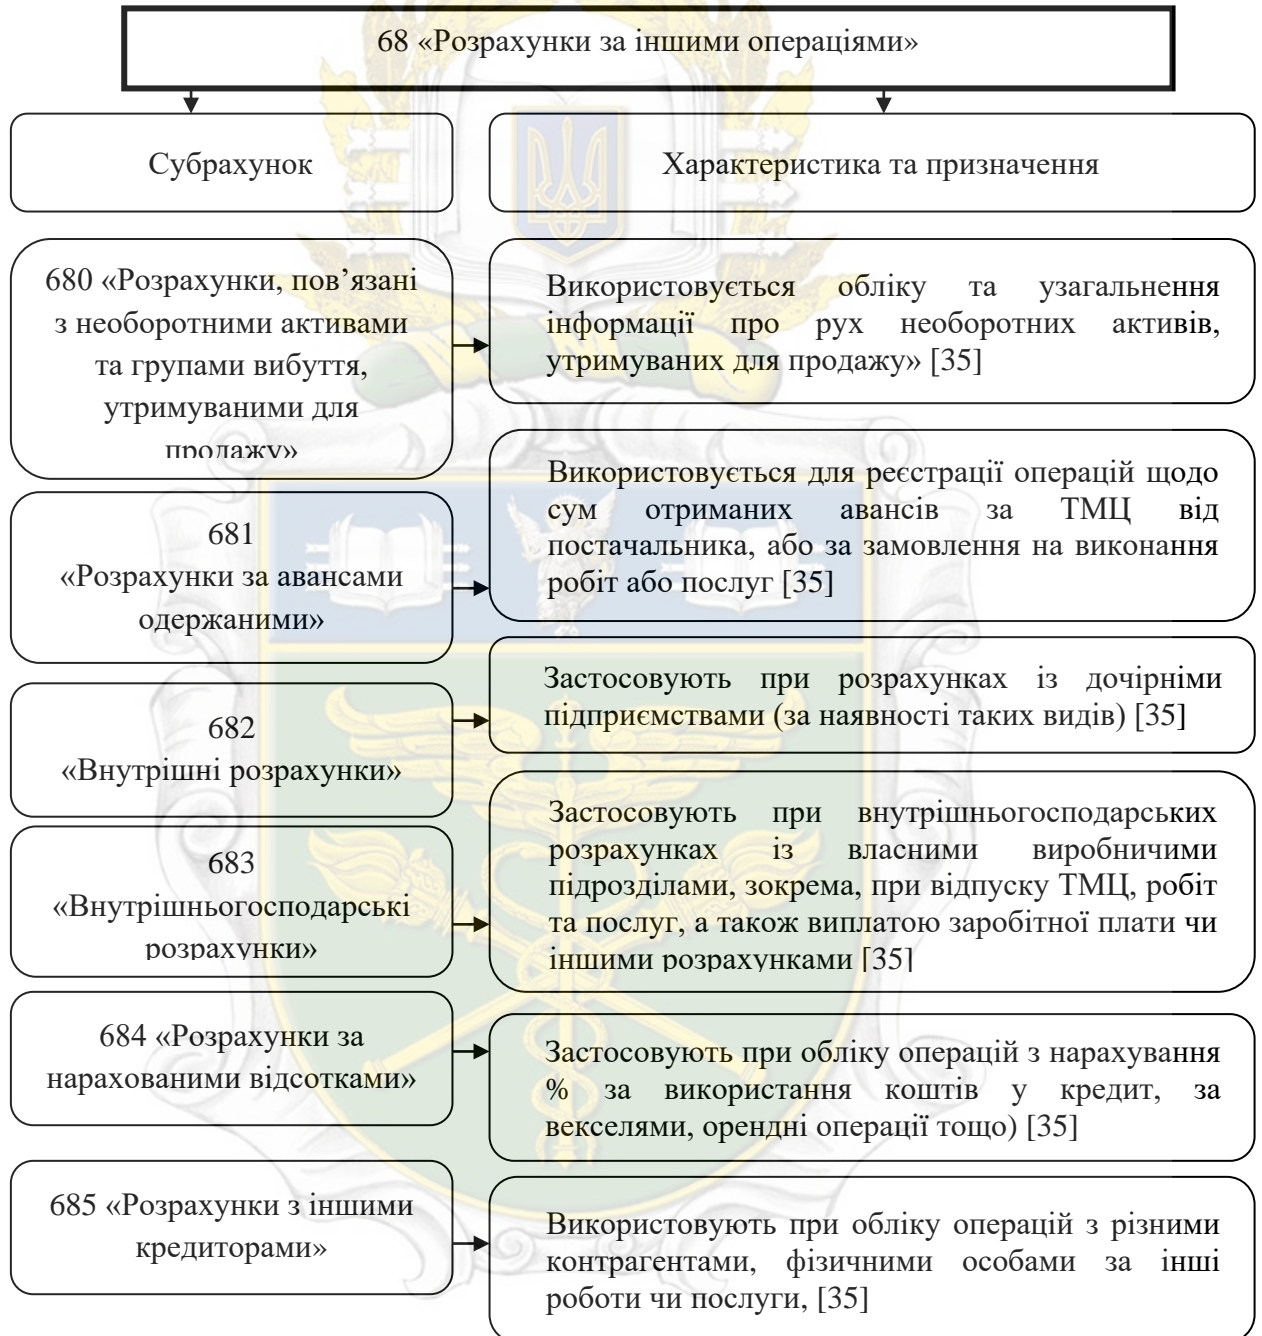 68 «Розрахунки за іншими операціями»
Субрахунок
Характеристика та призначення
680 «Розрахунки, пов’язані
з необоротними активами
та групами вибуття,
утримуваними для
продажу»
Використовується обліку та узагальнення
інформації про рух необоротних активів,
утримуваних для продажу» [35]
681
«Розрахунки за авансами
одержаними»
Використовується для реєстрації операцій щодо
сум отриманих авансів за ТМЦ від
постачальника, або за замовлення на виконання
робіт або послуг [35]
682
«Внутрішні розрахунки»
Застосовують при розрахунках із дочірніми
підприємствами (за наявності таких видів) [35]
683
«Внутрішньогосподарські
розрахунки»
Застосовують при внутрішньогосподарських
розрахунках із власними виробничими
підрозділами, зокрема, при відпуску ТМЦ, робіт
та послуг, а також виплатою заробітної плати чи
іншими розрахунками [35]
684 «Розрахунки за
нарахованими відсотками»
Застосовують при обліку операцій з нарахування
% за використання коштів у кредит, за
векселями, орендні операції тощо) [35]
685 «Розрахунки з іншими
кредиторами»
Використовують при обліку операцій з різними
контрагентами, фізичними особами за інші
роботи чи послуги, [35]